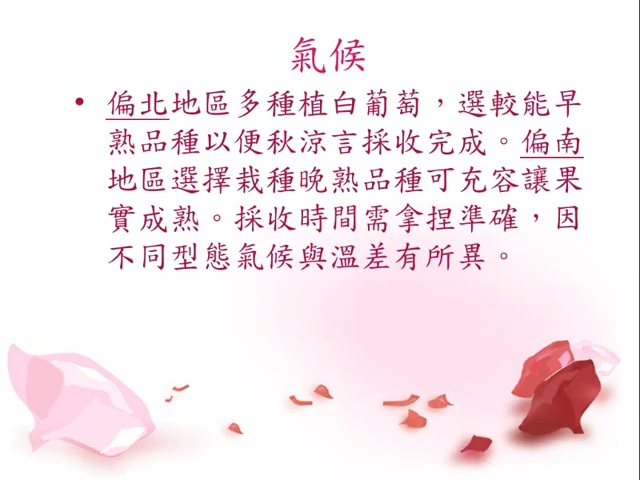 氣候
• 偏北地區多種植白葡萄，選較能早
熟品種以便秋涼言採收完成。偏南
地區選擇栽種晚熟品種可充容讓果
實成熟。採收時間需拿捏準確，因
不同型態氣候與溫差有所異。